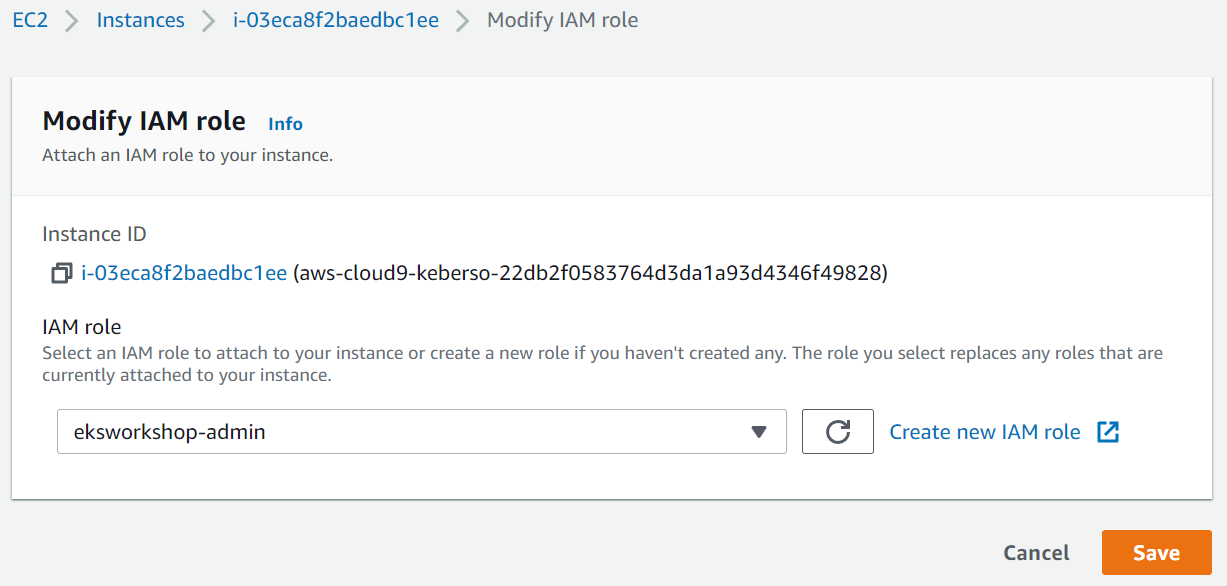 EC2 Instances i-03eca8f2baedbc1ee Modify IAM role
Modify IAM role Info
Attach an IAM role to your instance.
Instance ID
i-03eca8f2baedbc1ee (aws-cloud9-keberso-22db2f0583764d3da1a93d4346f49828)
IAM role
Select an IAM role to attach to your instance or create a new role if you haven't created any. The role you select replaces any roles that are
currently attached to your instance.
eksworkshop-admin Create new IAM role
Cancel Save